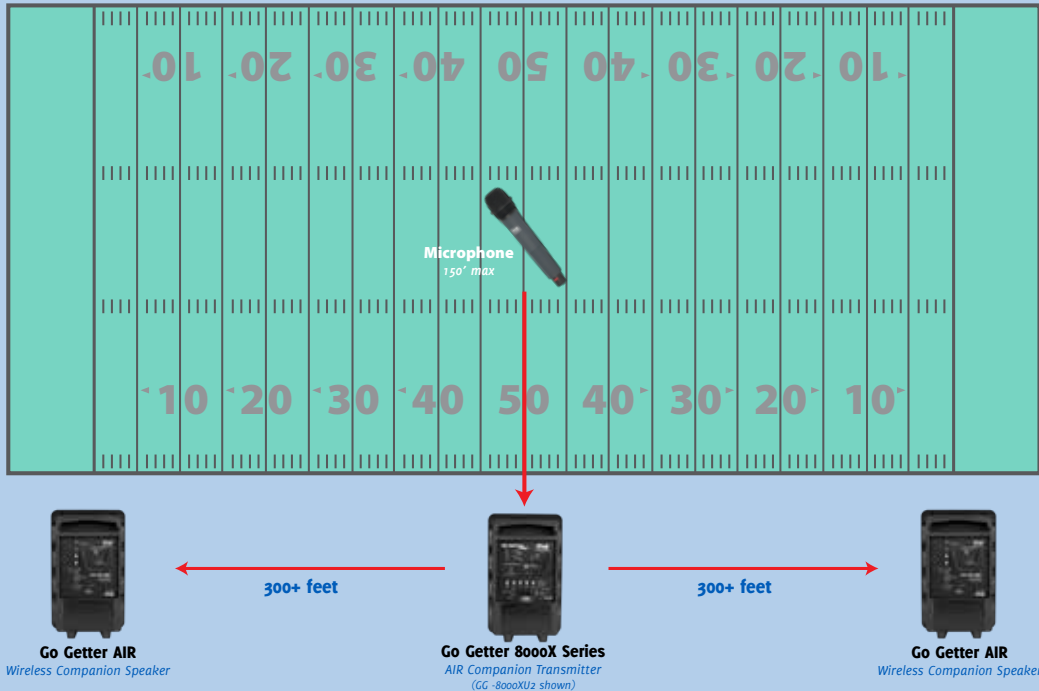 10 20 30 40 50 40 30 20 10
Microphone
150' max
10 20 30 40 50 40 30 20 10
300+ feet
300+ feet
Go Getter AIR
Wireless Companion Speaker
Go Getter 8000X Series
AIR Companion Transmitter
(GG -8000XU2 shown)
Go Getter AIR
Wireless Companion Speaker